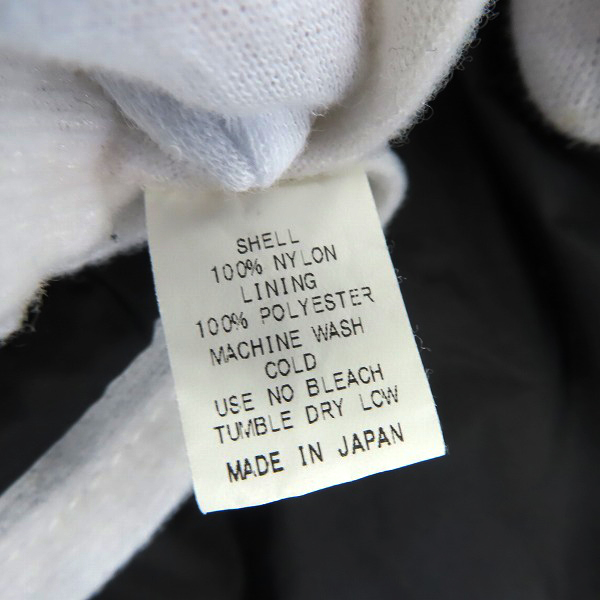 SHELL
100% NYLON
LINING
100% POLYESTER
MACHINE WASH
COLD
USE NO BLEACH
TUMBLE DRY LOW
MADE IN JAPAN